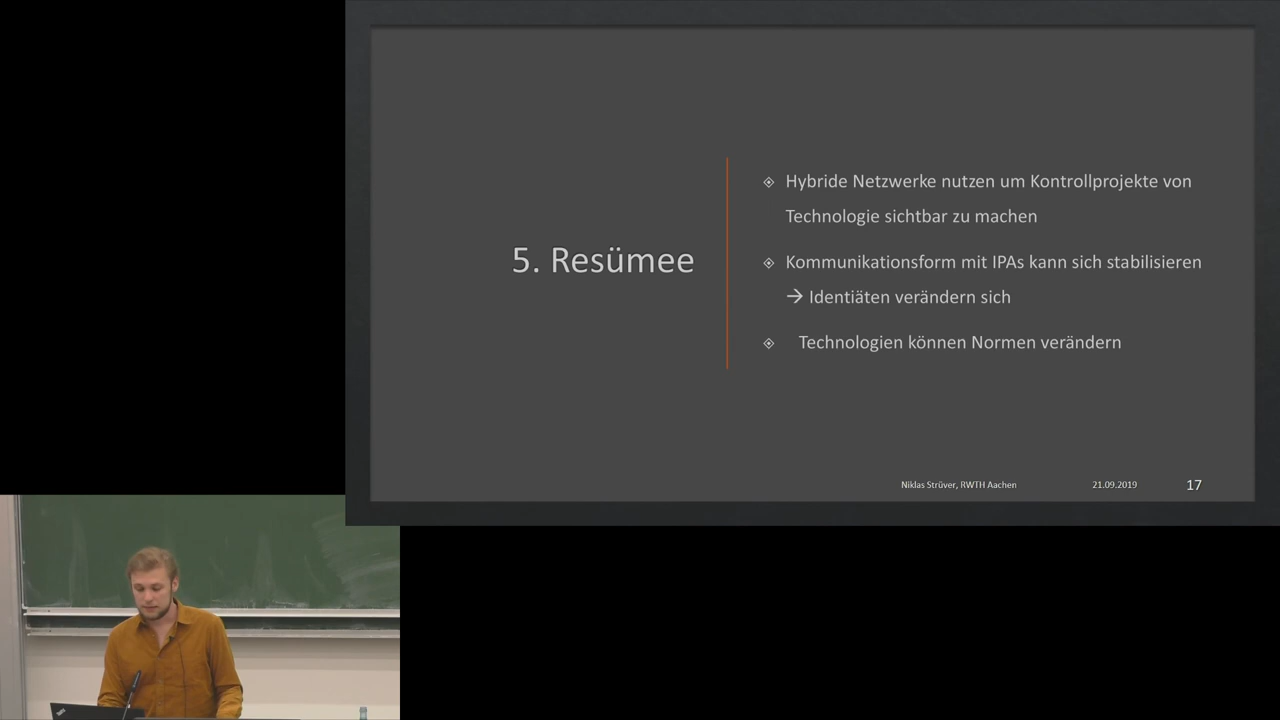 5. Resümee
Hybride Netzwerke nutzen um Kontrollprojekte von
Technologie sichtbar zu machen
Kommunikationsform mit IPAs kann sich stabilisieren
→ Identiäten verändern sich
Technologien können Normen verändern
Niklas Strüver, RWTH Aachen
21.09.2019
17